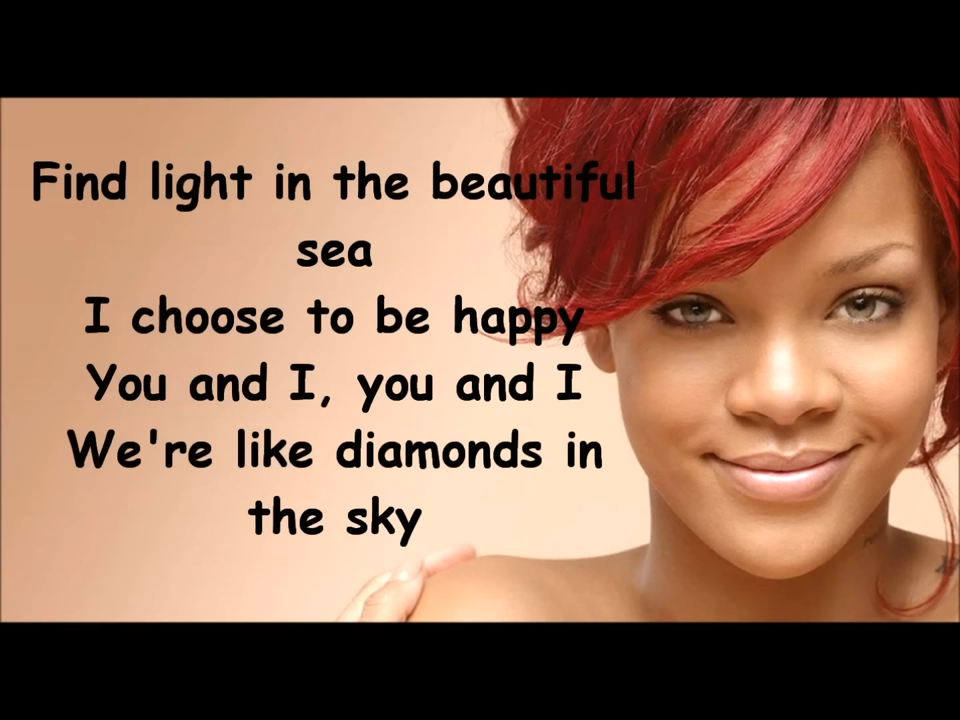 Find light in the beautiful
sea
I choose to be happy
You and I, you and I
We're like diamonds in
the sky